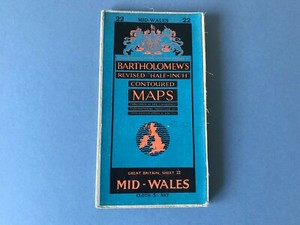 22 MID-WALES 22
BARTHOLOMEW'S
REVISED "HALF-INCH"
CONTOURED
MAPS
GREAT BRITAIN, SHEET 22
MID-WALES